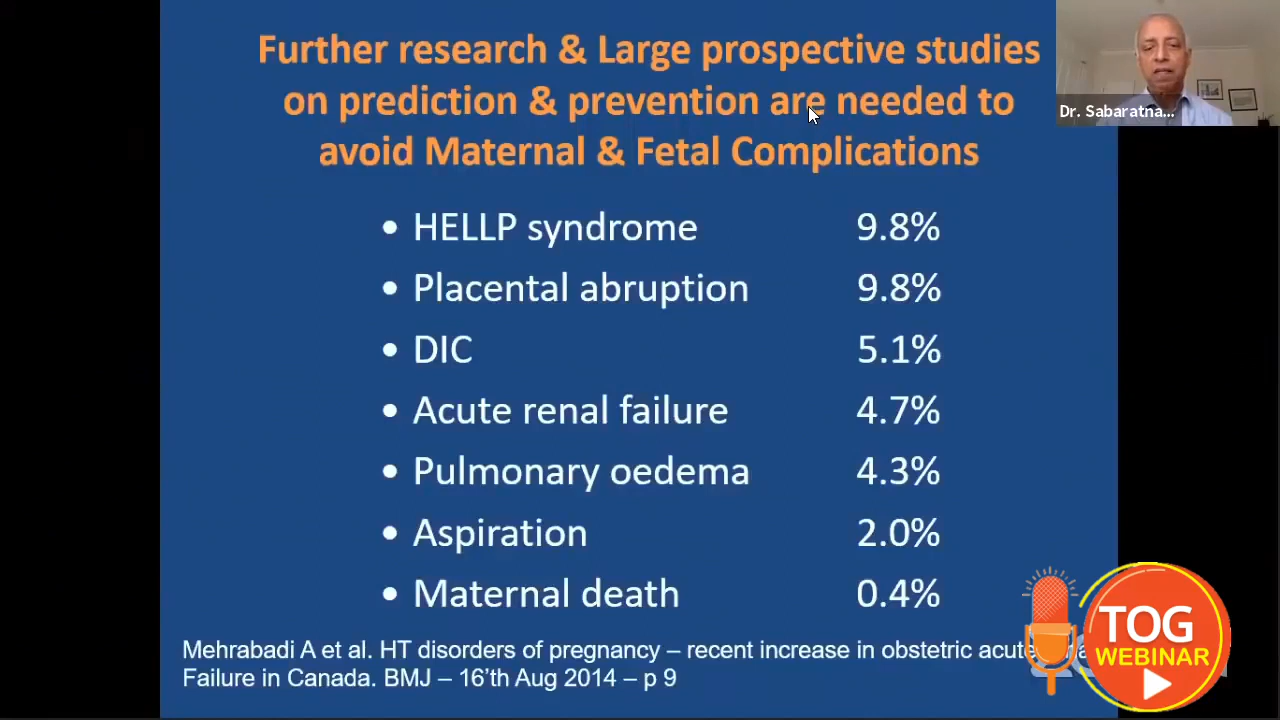 Further research & Large prospective studies
on prediction & prevention are needed to
avoid Maternal & Fetal Complications
Dr. Sabaratna...
• HELLP syndrome 9.8%
• Placental abruption 9.8%
• DIC 5.1%
• Acute renal failure 4.7%
• Pulmonary oedema 4.3%
• Aspiration 2.0%
• Maternal death 0.4%
Mehrabadi A et al. HT disorders of pregnancy – recent increase in obstetric acute
Failure in Canada. BMJ – 16'th Aug 2014 – p 9
TOG
WEBINAR